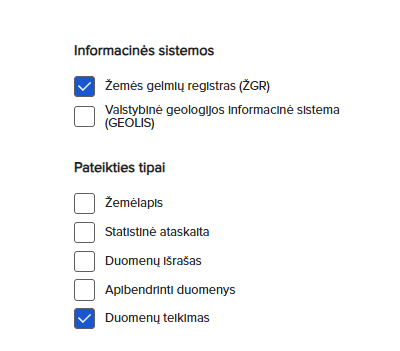 Informacinės sistemos
Žemės gelmių registras (ŽGR)
Valstybinė geologijos informacinė sistema
(GEOLIS)
Pateikties tipai
Žemėlapis
Statistinė ataskaita
Duomenų išrašas
Apibendrinti duomenys
Duomenų teikimas